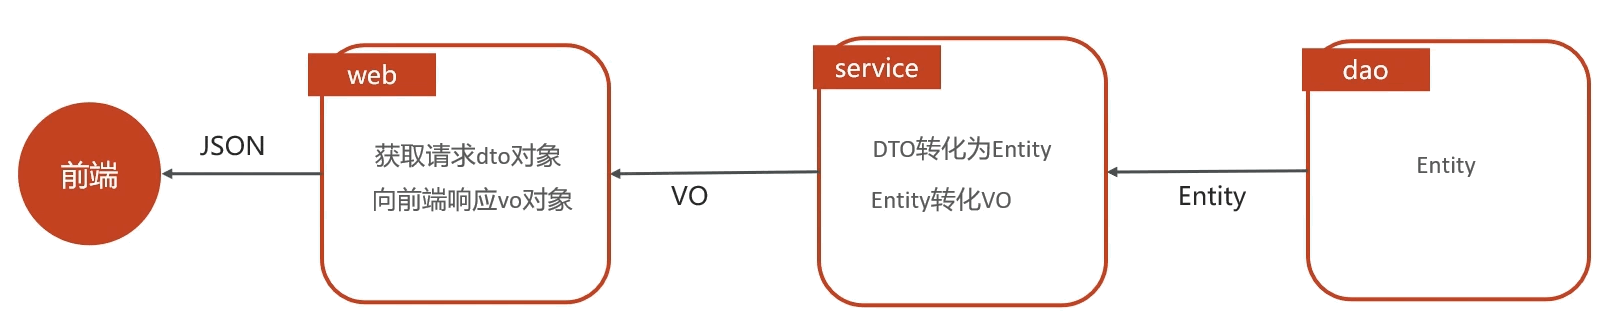 前端
JSON
web
获取请求dto对象
向前端响应vo对象
VO
service
DTO转化为Entity
Entity转化VO
Entity
dao
Entity